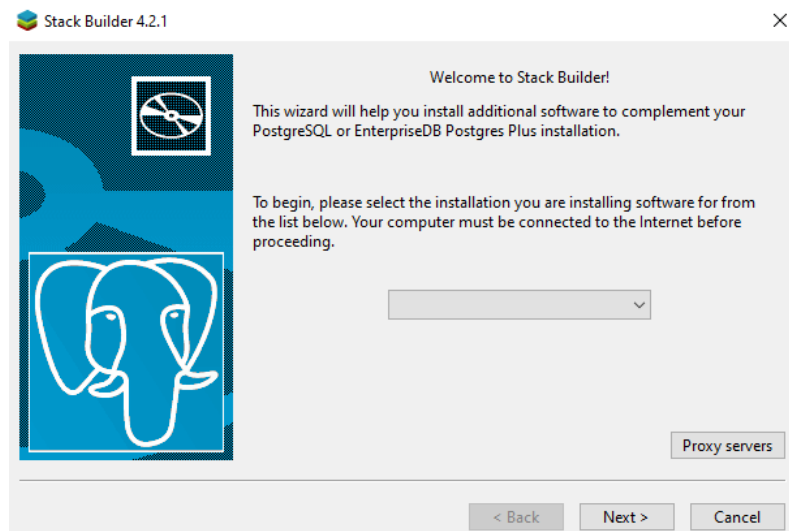 Stack Builder 4.2.1
Welcome to Stack Builder!
This wizard will help you install additional software to complement your
PostgreSQL or EnterpriseDB Postgres Plus installation.
To begin, please select the installation you are installing software for from
the list below. Your computer must be connected to the Internet before
proceeding.
Proxy servers
< Back
Next >
Cancel